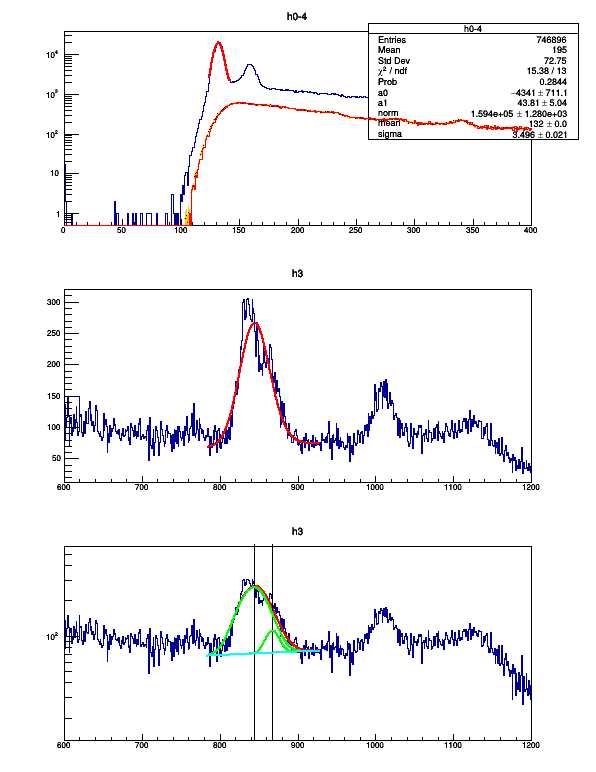 h0-4
h0-4
Entries 746896
Mean 195
Std Dev 72.75
χ² / ndf 15.38 / 13
Prob 0.2844
a0 −4341 ± 711.1
a1 43.81 ± 5.04
norm 1.594e+05 ± 1.280e+03
mean 132 ± 0.0
sigma 3.496 ± 0.021
10⁴
10³
10²
10
1
0 50 100 150 200 250 300 350 400
h3
300
250
200
150
100
50
600 700 800 900 1000 1100 1200
h3
10²
600 700 800 900 1000 1100 1200